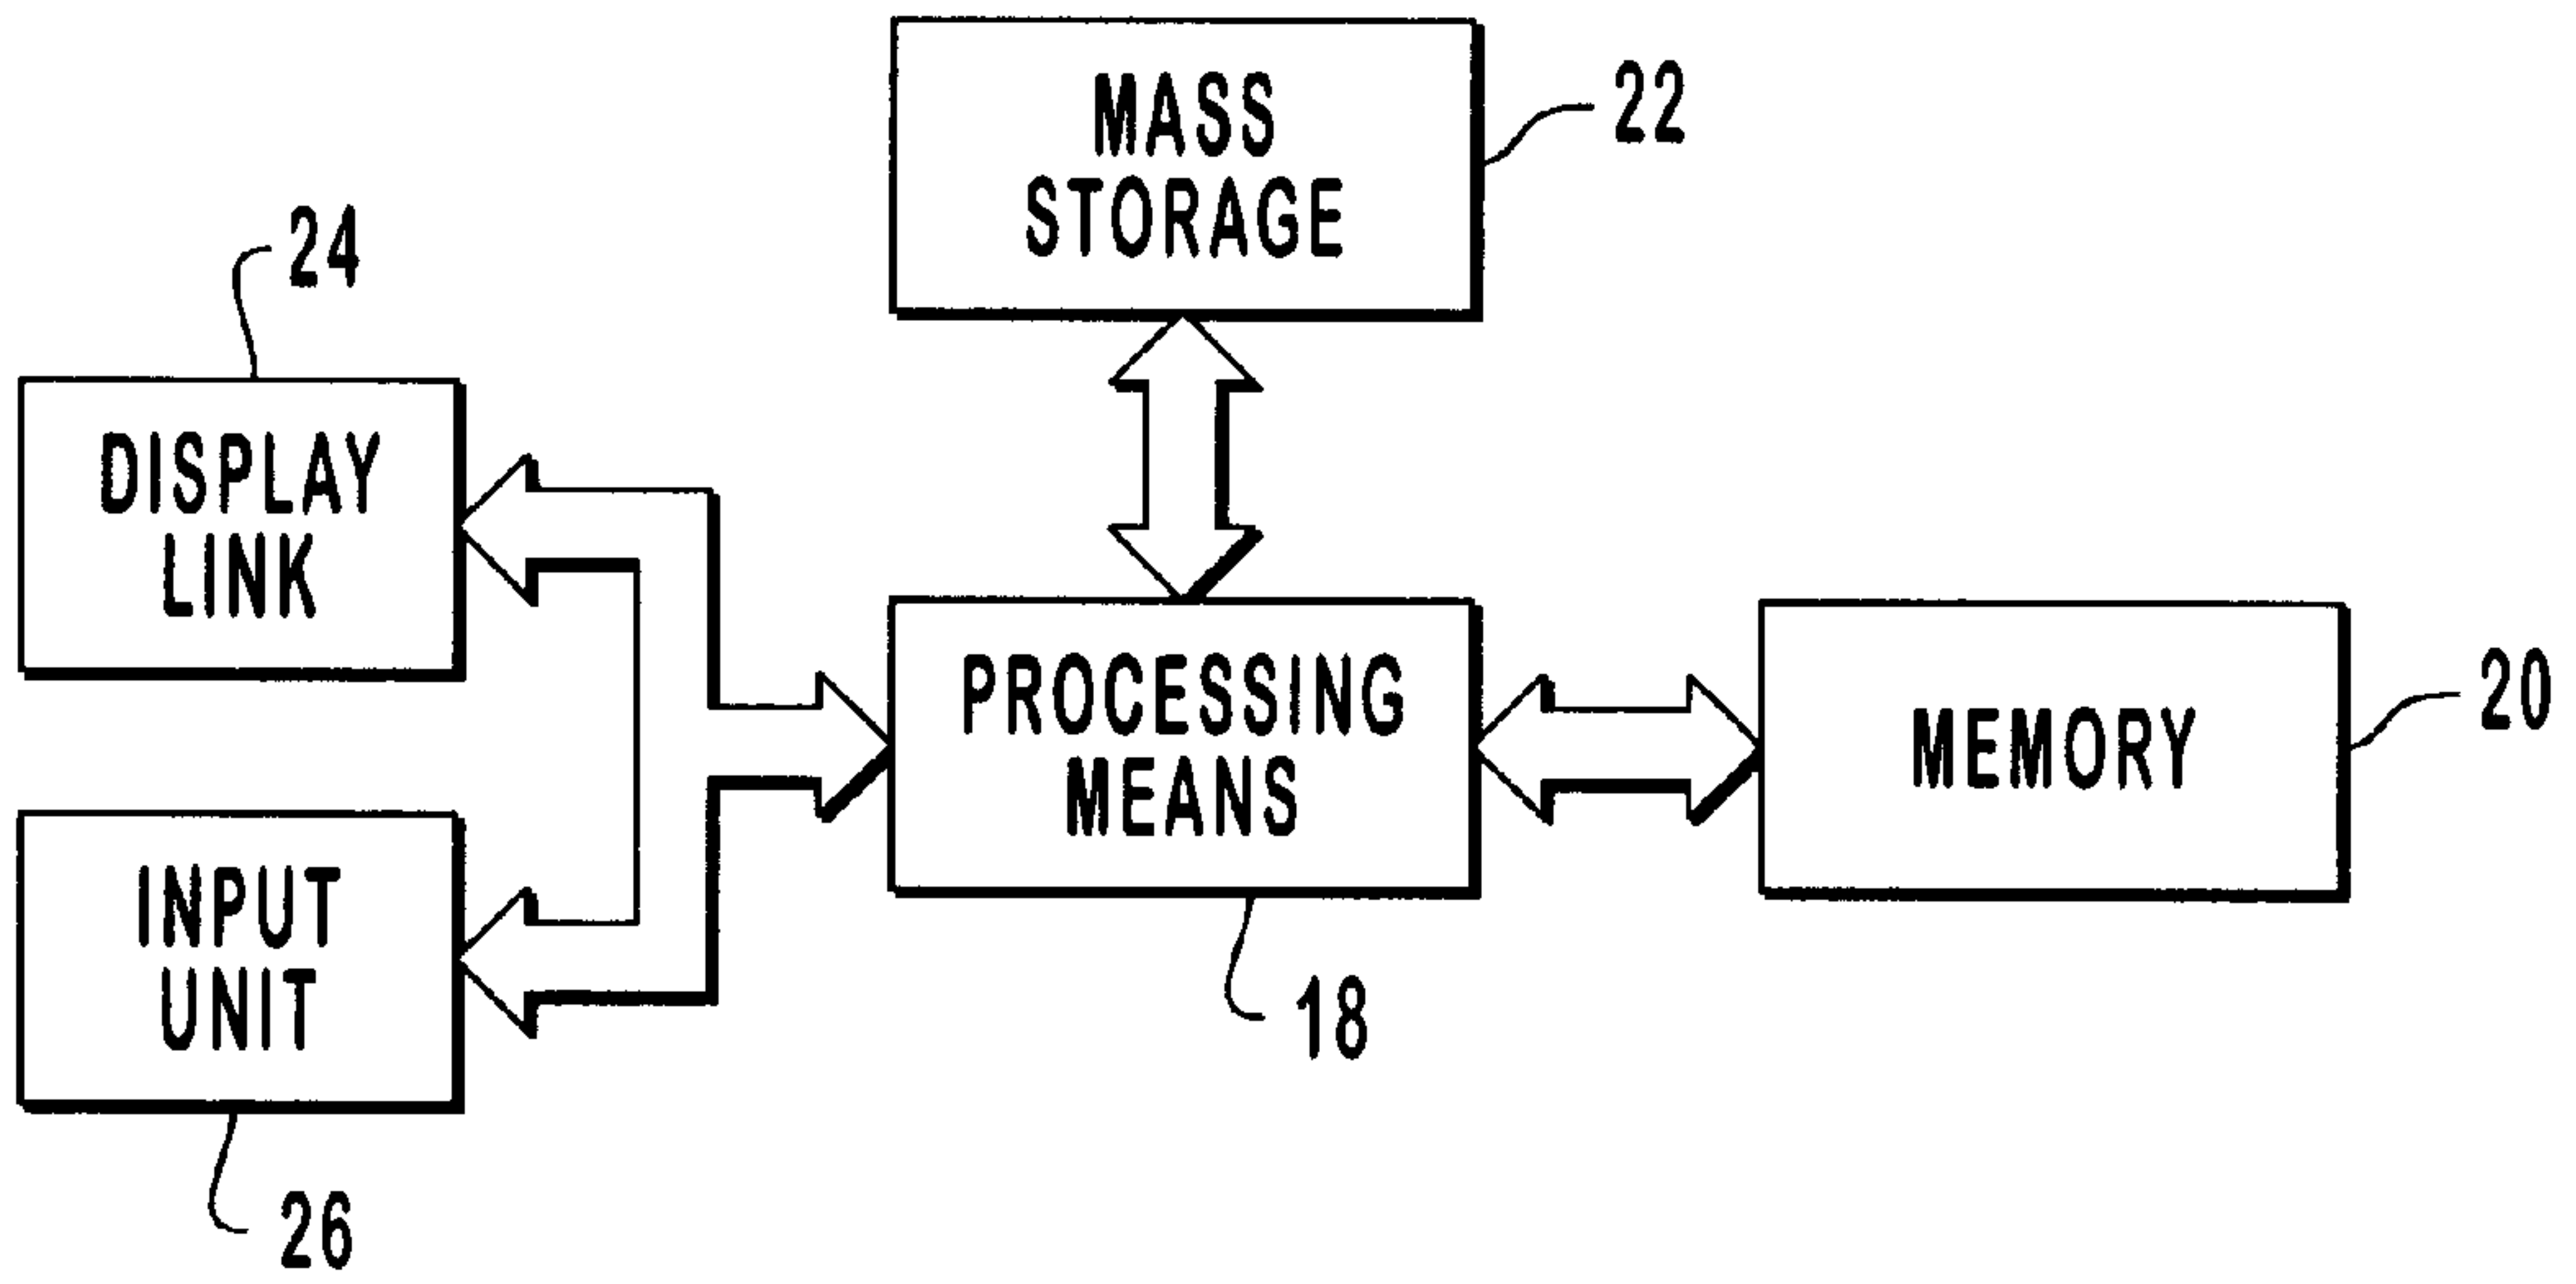 MASS
STORAGE
22
24
DISPLAY
LINK
PROCESSING
MEANS
18
MEMORY
20
INPUT
UNIT
26